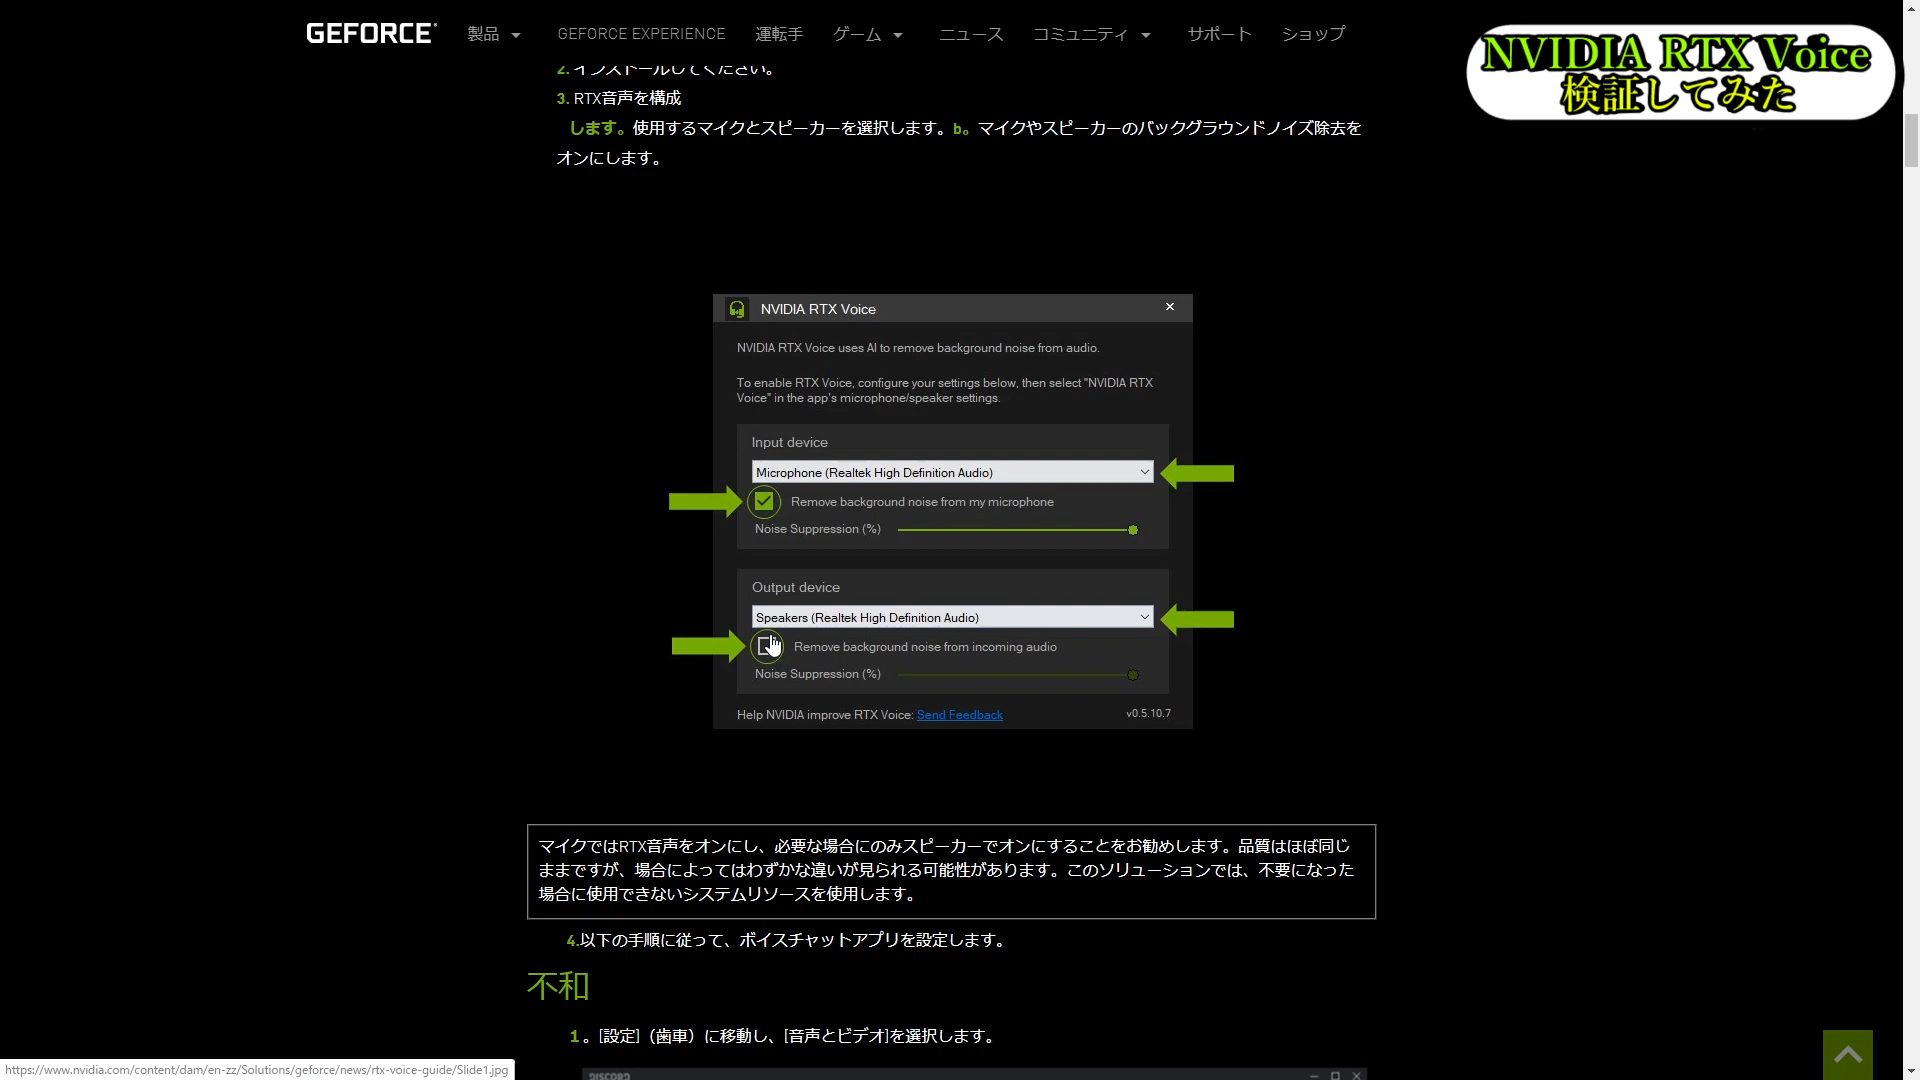 GEFORCE
製品
GEFORCE EXPERIENCE
運転手
ゲーム
ニュース
コミュニティ
サポート
ショップ
NVIDIA RTX Voice
検証してみた
2. インストールしてください。
3. RTX音声を構成
します。使用するマイクとスピーカーを選択します。b。マイクやスピーカーのバックグラウンドノイズ除去を
オンにします。
NVIDIA RTX Voice
NVIDIA RTX Voice uses AI to remove background noise from audio.
To enable RTX Voice, configure your settings below, then select "NVIDIA RTX
Voice" in the app's microphone/speaker settings.
Input device
Microphone (Realtek High Definition Audio)
Remove background noise from my microphone
Noise Suppression (%)
Output device
Speakers (Realtek High Definition Audio)
Remove background noise from incoming audio
Noise Suppression (%)
Help NVIDIA improve RTX Voice: Send Feedback
v0.5.10.7
マイクではRTX音声をオンにし、必要な場合にのみスピーカーでオンにすることをお勧めします。品質はほぼ同じ
ままですが、場合によってはわずかな違いが見られる可能性があります。このソリューションでは、不要になった
場合に使用できないシステムリソースを使用します。
4.以下の手順に従って、ボイスチャットアプリを設定します。
不和
1。[設定]（歯車）に移動し、[音声とビデオ]を選択します。
DISCORD
https://www.nvidia.com/content/dam/en-zz/Solutions/geforce/news/rtx-voice-guide/Slide1.jpg